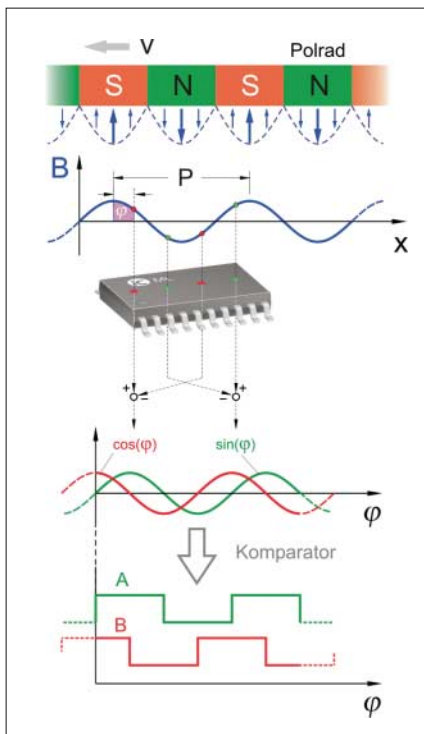 V
Polrad
S N S N
B
P
φ
X
+
–
–
+
cos(φ)
sin(φ)
φ
Komparator
A
B
φ